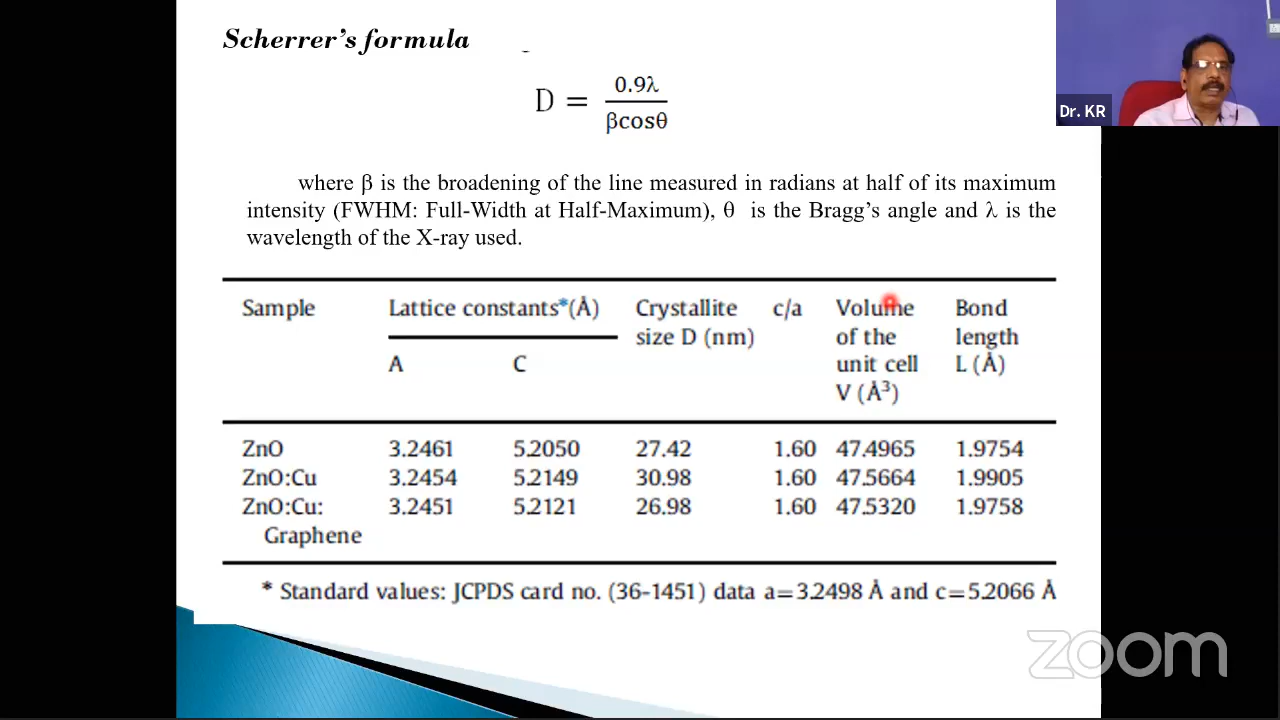 Scherrer's formula
D = 0.9λ / βcosθ
Dr. KR
where β is the broadening of the line measured in radians at half of its maximum
intensity (FWHM: Full-Width at Half-Maximum), θ is the Bragg's angle and λ is the
wavelength of the X-ray used.
Sample Lattice constants*(Å) Crystallite size D (nm) c/a Volume of the unit cell V (Å³) Bond length L (Å)
A C
ZnO 3.2461 5.2050 27.42 1.60 47.4965 1.9754
ZnO:Cu 3.2454 5.2149 30.98 1.60 47.5664 1.9905
ZnO:Cu: 3.2451 5.2121 26.98 1.60 47.5320 1.9758
Graphene
* Standard values: JCPDS card no. (36-1451) data a=3.2498 Å and c=5.2066 Å
zoom